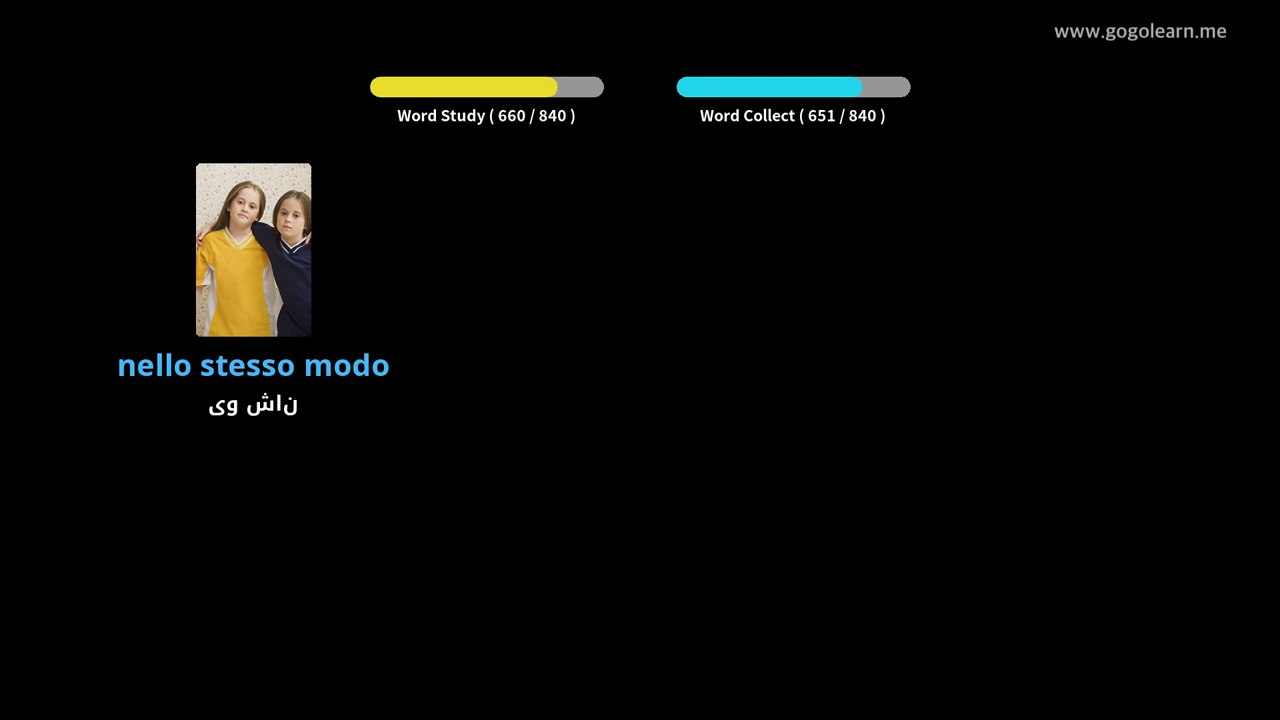 www.gogolearn.me
Word Study ( 660 / 840 )
Word Collect ( 651 / 840 )
nello stesso modo
ناش وی